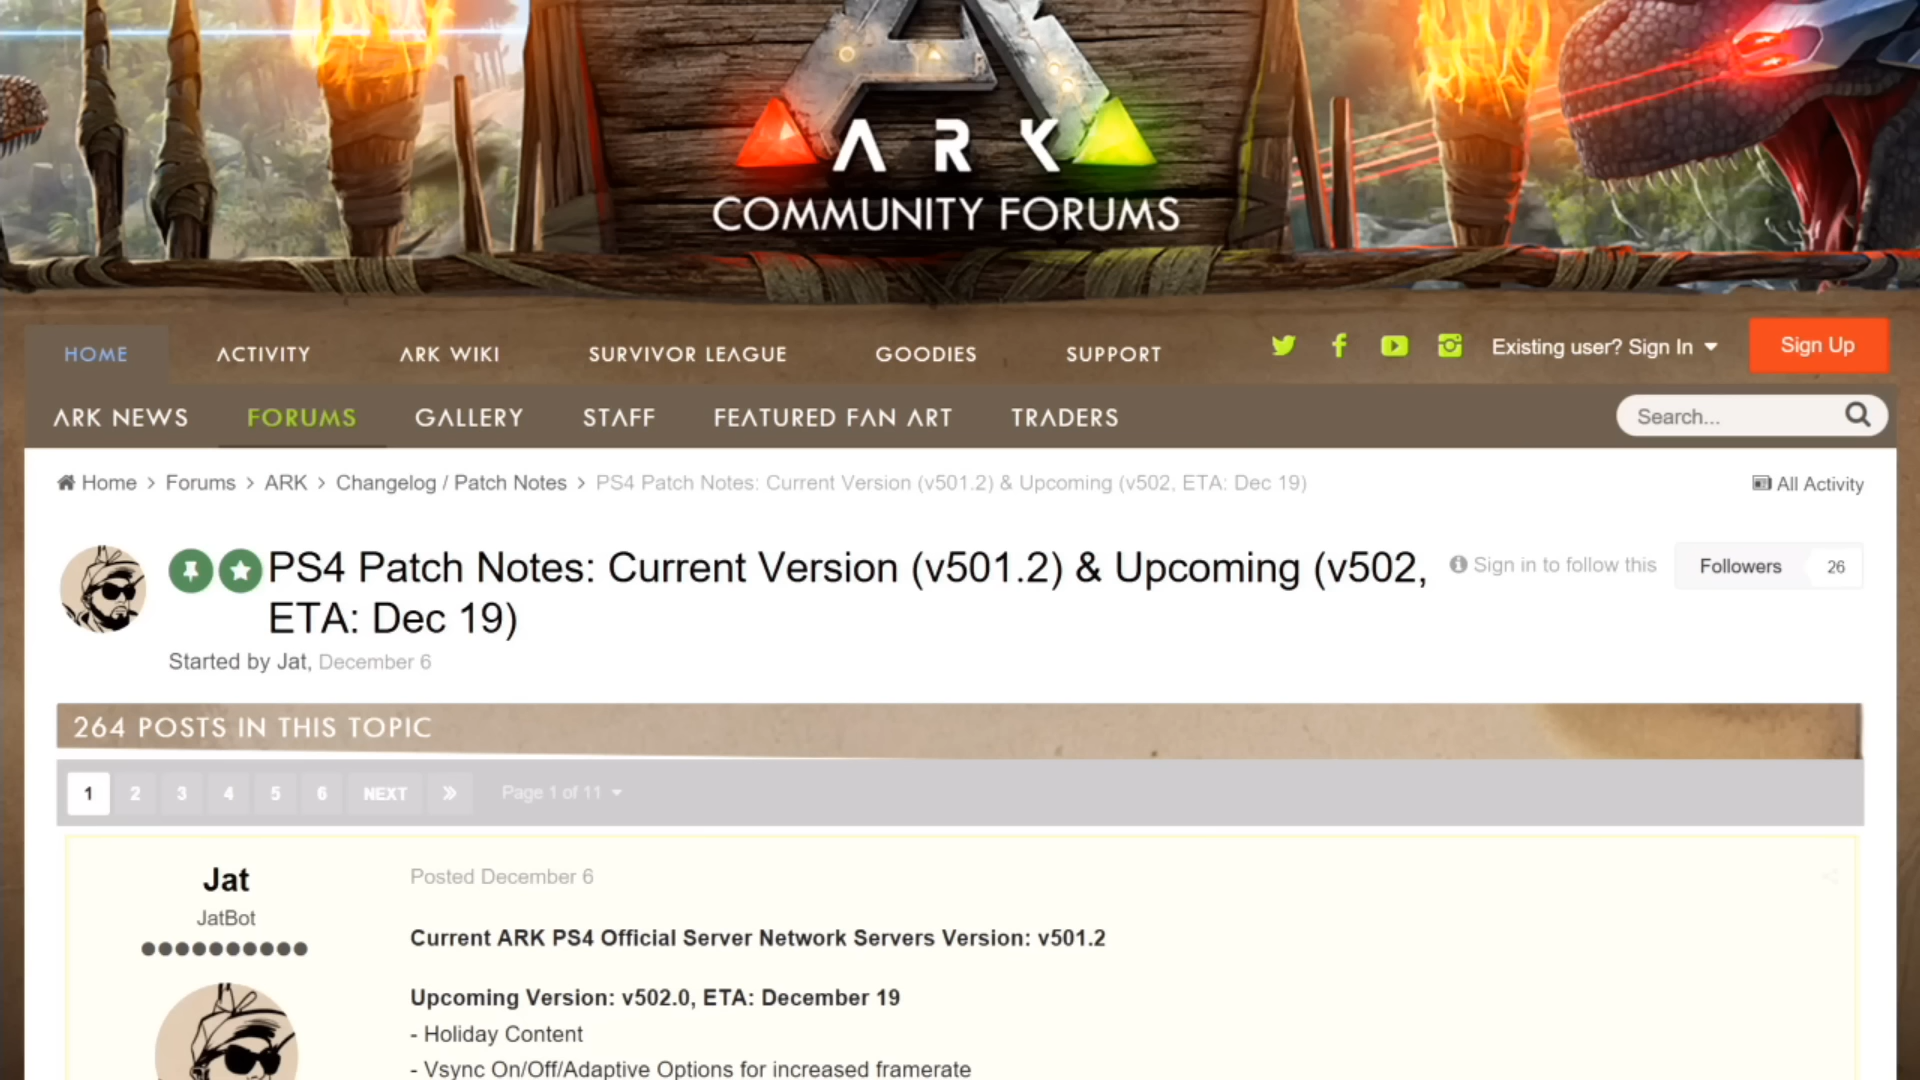 ARK
COMMUNITY FORUMS
HOME ACTIVITY ARK WIKI SURVIVOR LEAGUE GOODIES SUPPORT Existing user? Sign In Sign Up
ARK NEWS FORUMS GALLERY STAFF FEATURED FAN ART TRADERS Search...
Home > Forums > ARK > Changelog / Patch Notes > PS4 Patch Notes: Current Version (v501.2) & Upcoming (v502, ETA: Dec 19) All Activity
PS4 Patch Notes: Current Version (v501.2) & Upcoming (v502, Sign in to follow this Followers 26
ETA: Dec 19)
Started by Jat, December 6
264 POSTS IN THIS TOPIC
1 2 3 4 5 6 NEXT » Page 1 of 11
Jat Posted December 6
JatBot
Current ARK PS4 Official Server Network Servers Version: v501.2
Upcoming Version: v502.0, ETA: December 19
- Holiday Content
- Vsync On/Off/Adaptive Options for increased framerate